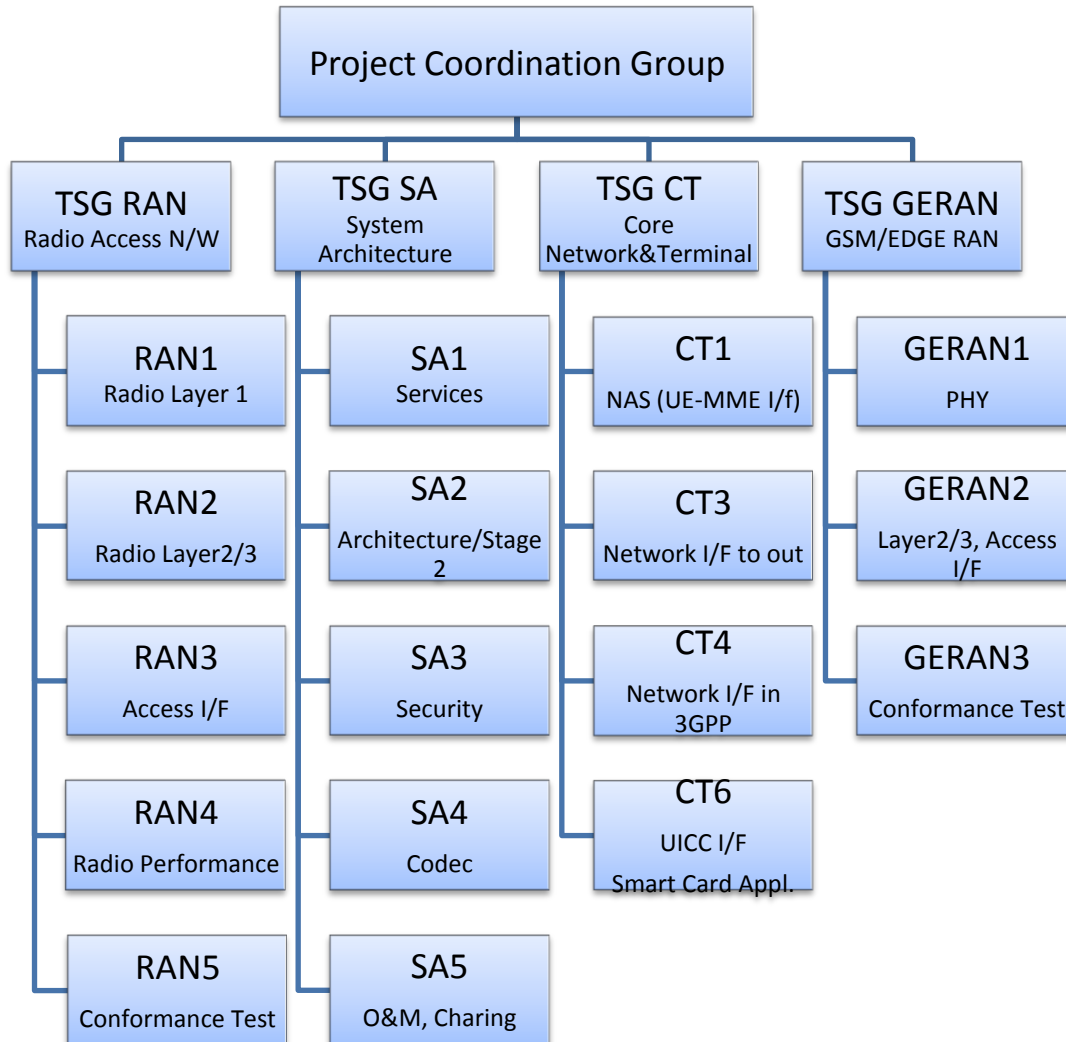 Project Coordination Group
TSG RAN
Radio Access N/W
TSG SA
System
Architecture
TSG CT
Core
Network&Terminal
TSG GERAN
GSM/EDGE RAN
RAN1
Radio Layer 1
SA1
Services
CT1
NAS (UE-MME I/f)
GERAN1
PHY
RAN2
Radio Layer2/3
SA2
Architecture/Stage
2
CT3
Network I/F to out
GERAN2
Layer2/3, Access
I/F
RAN3
Access I/F
SA3
Security
CT4
Network I/F in
3GPP
GERAN3
Conformance Test
RAN4
Radio Performance
SA4
Codec
CT6
UICC I/F
Smart Card Appl.
RAN5
Conformance Test
SA5
O&M, Charing